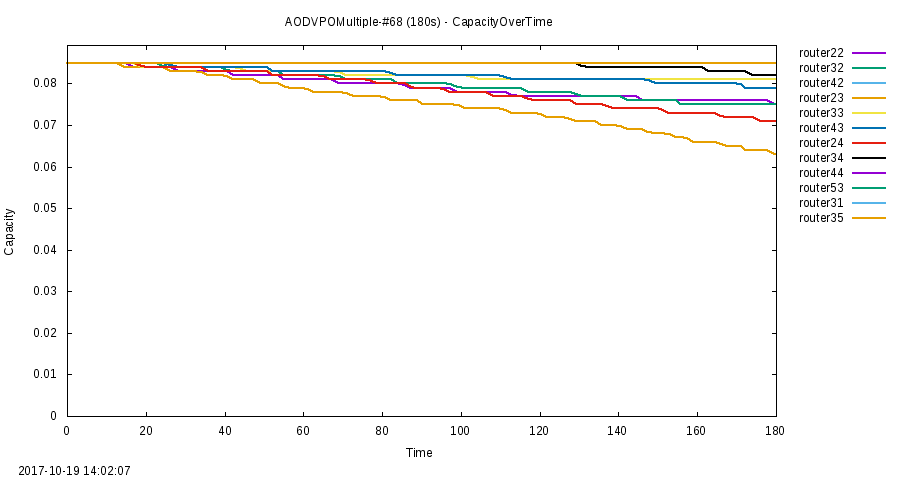 AODVPOMultiple-#68 (180s) - CapacityOverTime
router22
router32
router42
router23
router33
router43
router24
router34
router44
router53
router31
router35
0.08
0.07
0.06
0.05
0.04
0.03
0.02
0.01
0
Capacity
0 20 40 60 80 100 120 140 160 180
Time
2017-10-19 14:02:07